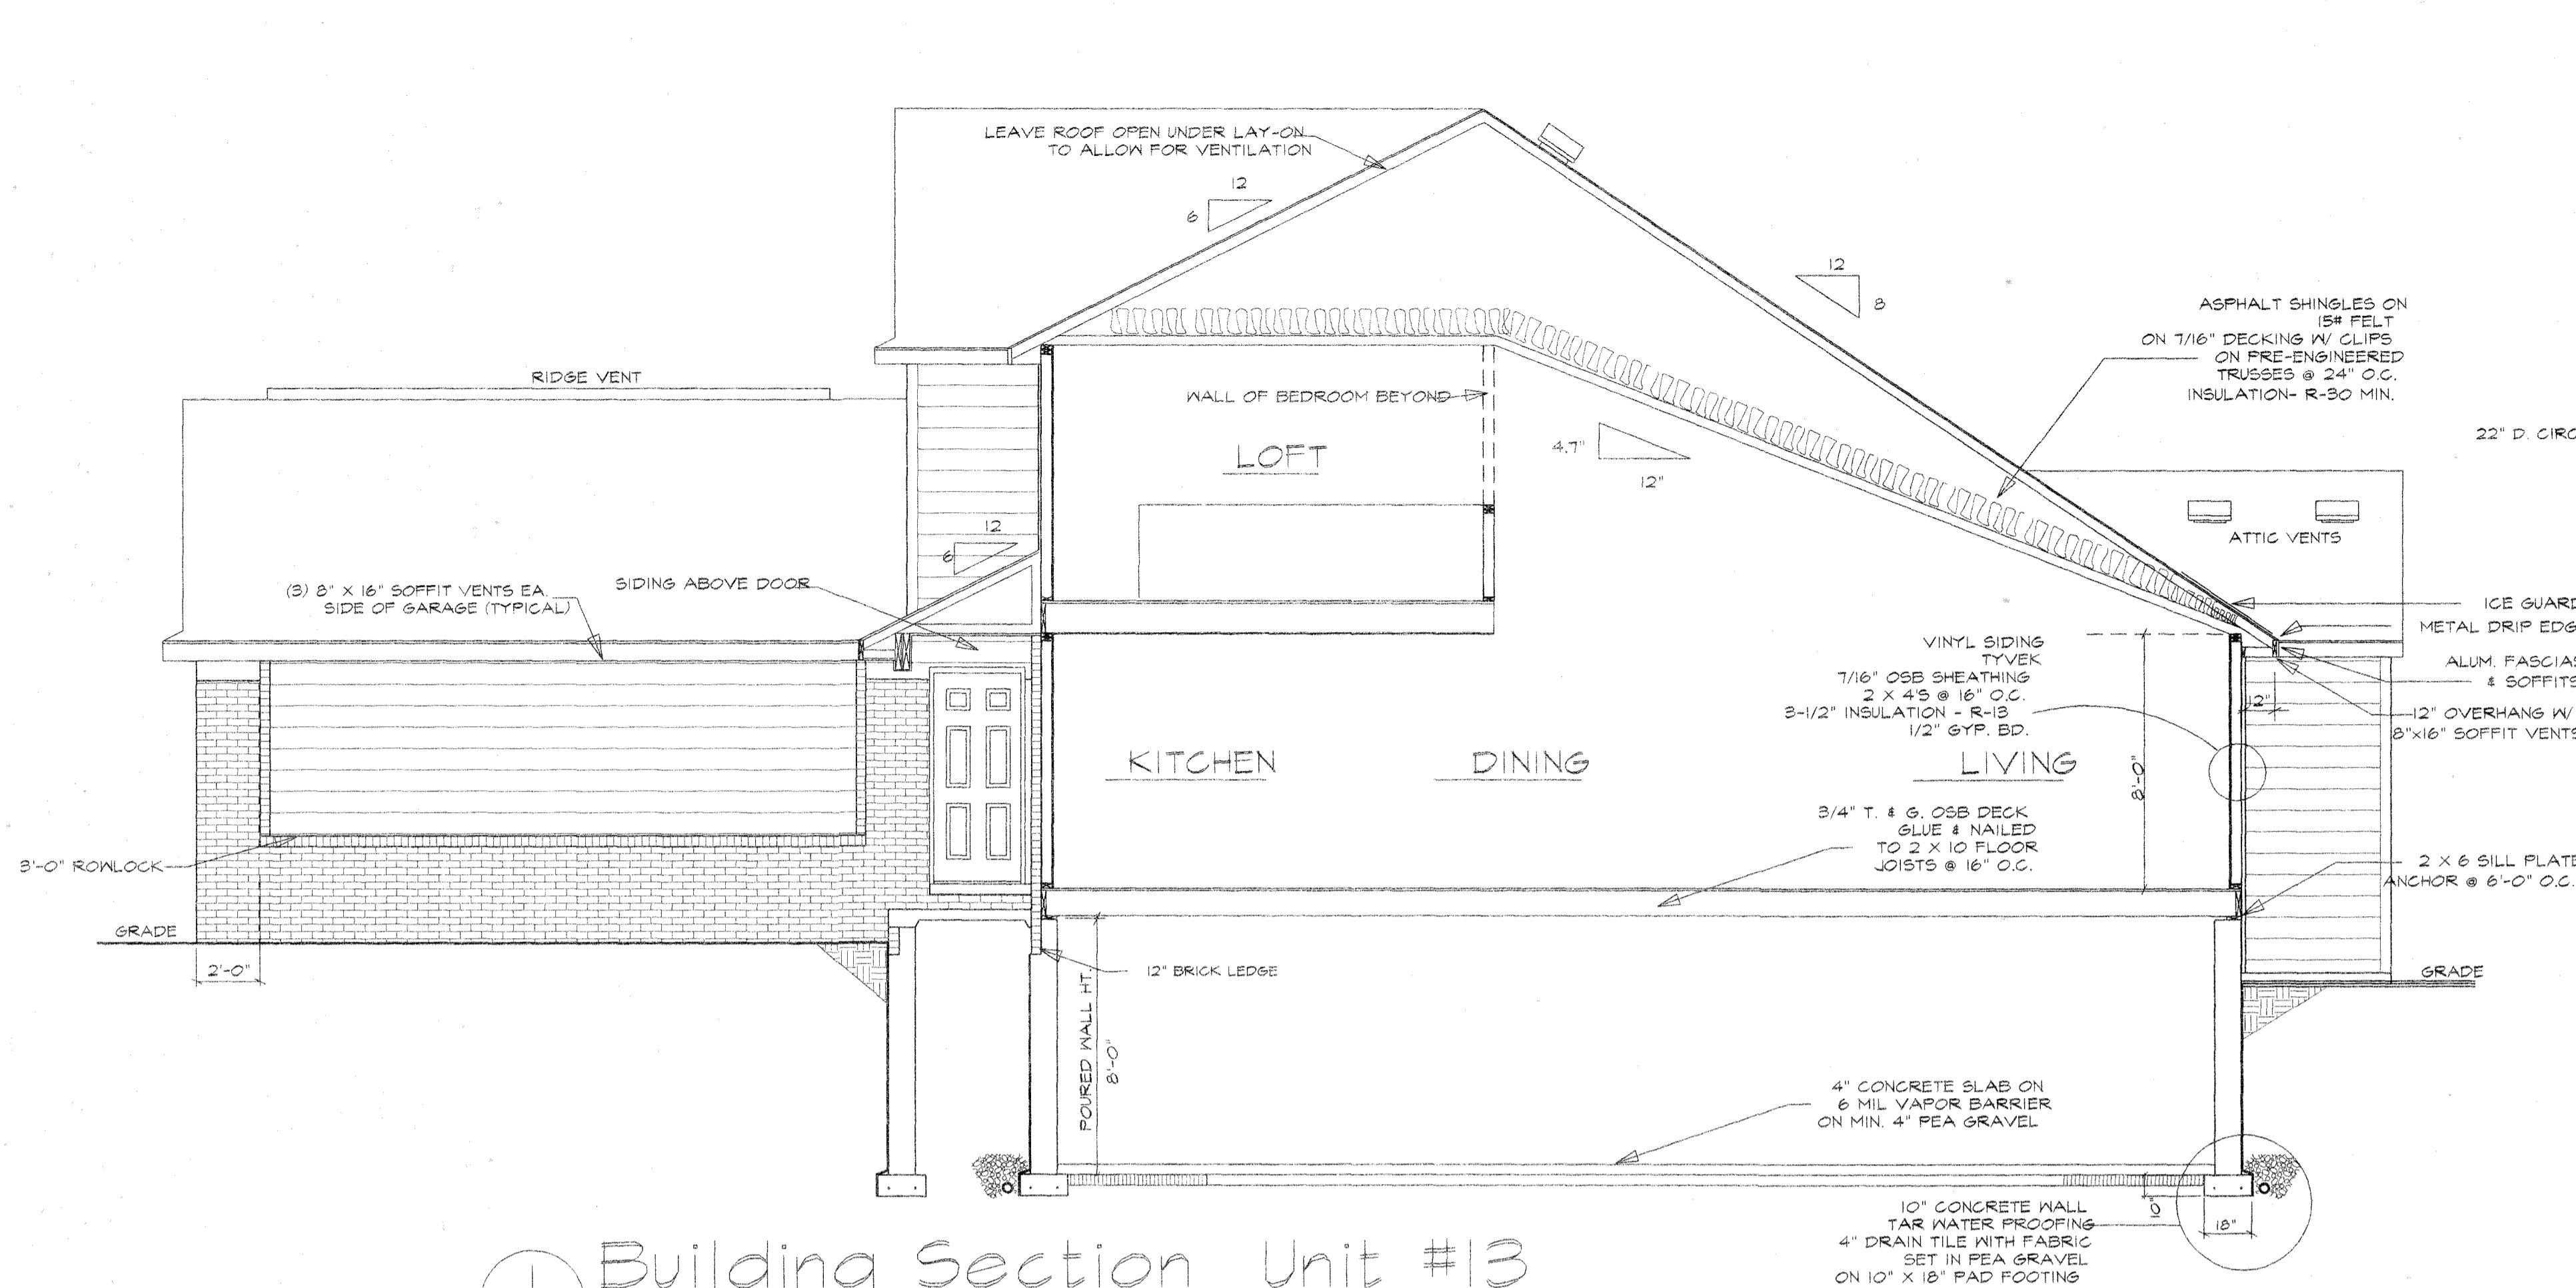 LEAVE ROOF OPEN UNDER LAY-ON
TO ALLOW FOR VENTILATION
12
6
12
8
ASPHALT SHINGLES ON
15# FELT
ON 7/16" DECKING W/ CLIPS
ON PRE-ENGINEERED
TRUSSES @ 24" O.C.
INSULATION- R-30 MIN.
RIDGE VENT
WALL OF BEDROOM BEYOND
LOFT
4.7"
12"
22" D. CIRC
ATTIC VENTS
12
6
(3) 8" X 16" SOFFIT VENTS EA.
SIDE OF GARAGE (TYPICAL)
SIDING ABOVE DOOR
ICE GUARD
METAL DRIP EDG
ALUM. FASCIAS
& SOFFITS
12"
12" OVERHANG W/
8"x16" SOFFIT VENTS
VINYL SIDING
TYVEK
7/16" OSB SHEATHING
2 X 4'S @ 16" O.C.
3-1/2" INSULATION - R-13
1/2" GYP. BD.
KITCHEN
DINING
LIVING
8'-0"
3/4" T. & G. OSB DECK
GLUE & NAILED
TO 2 X 10 FLOOR
JOISTS @ 16" O.C.
3'-0" ROWLOCK
2 X 6 SILL PLATE
ANCHOR @ 6'-0" O.C.
GRADE
2'-0"
12" BRICK LEDGE
GRADE
POURED WALL HT.
8'-0"
4" CONCRETE SLAB ON
6 MIL VAPOR BARRIER
ON MIN. 4" PEA GRAVEL
10"
18"
10" CONCRETE WALL
TAR WATER PROOFING
4" DRAIN TILE WITH FABRIC
SET IN PEA GRAVEL
ON 10" X 18" PAD FOOTING
1
Building Section Unit #13